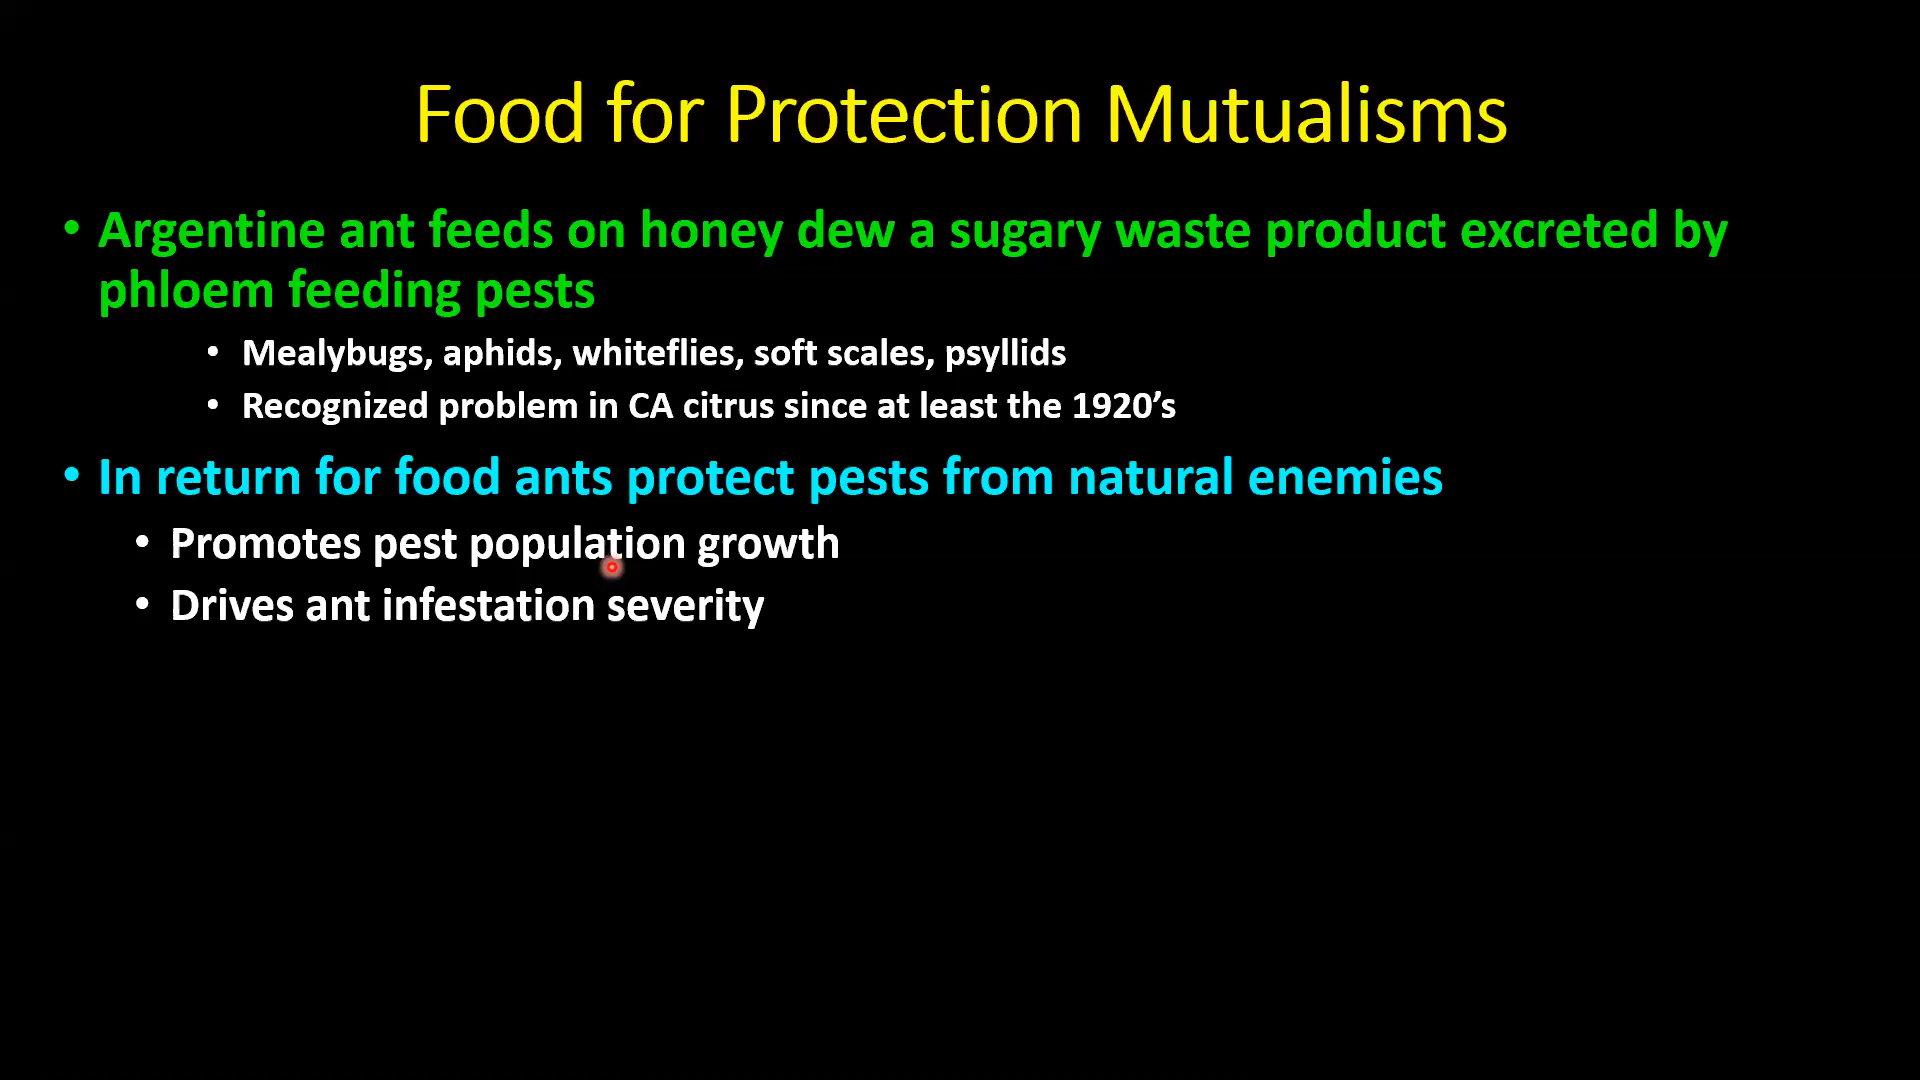 Food for Protection Mutualisms
• Argentine ant feeds on honey dew a sugary waste product excreted by
phloem feeding pests
• Mealybugs, aphids, whiteflies, soft scales, psyllids
• Recognized problem in CA citrus since at least the 1920’s
• In return for food ants protect pests from natural enemies
• Promotes pest population growth
• Drives ant infestation severity